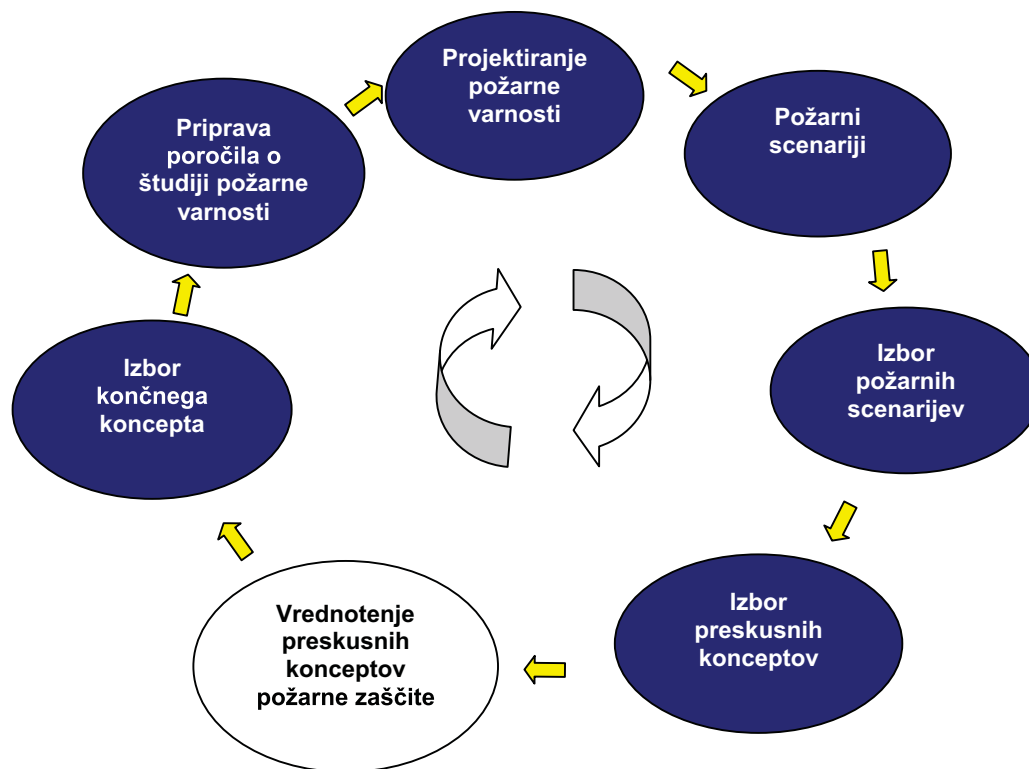 Projektiranje
požarne
varnosti
Požarni
scenariji
Izbor
požarnih
scenarijev
Izbor
preskusnih
konceptov
Vrednotenje
preskusnih
konceptov
požarne zaščite
Izbor
končnega
koncepta
Priprava
poročila o
študiji požarne
varnosti